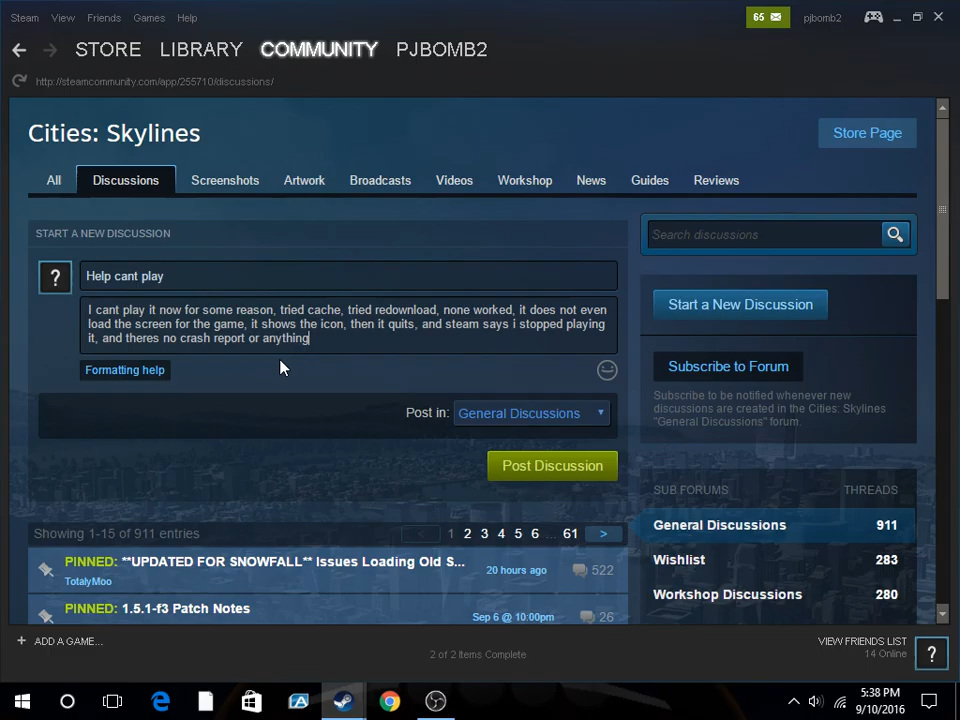 Steam View Friends Games Help
65
pjbomb2
STORE LIBRARY COMMUNITY PJBOMB2
http://steamcommunity.com/app/255710/discussions/
Cities: Skylines
Store Page
All Discussions Screenshots Artwork Broadcasts Videos Workshop News Guides Reviews
START A NEW DISCUSSION
Search discussions
?
Help cant play
I cant play it now for some reason, tried cache, tried redownload, none worked, it does not even
load the screen for the game, it shows the icon, then it quits, and steam says i stopped playing
it, and theres no crash report or anything
Start a New Discussion
Formatting help
Subscribe to Forum
Subscribe to be notified whenever new
discussions are created in the Cities: Skylines
"General Discussions" forum.
Post in: General Discussions
Post Discussion
SUB FORUMS THREADS
General Discussions 911
Wishlist 283
Workshop Discussions 280
Showing 1-15 of 911 entries
< 1 2 3 4 5 6 ... 61 >
PINNED: **UPDATED FOR SNOWFALL** Issues Loading Old S...
TotalyMoo
20 hours ago
522
PINNED: 1.5.1-f3 Patch Notes
Sep 6 @ 10:00pm
26
+ ADD A GAME...
2 of 2 Items Complete
VIEW FRIENDS LIST
14 Online
?
5:38 PM
9/10/2016